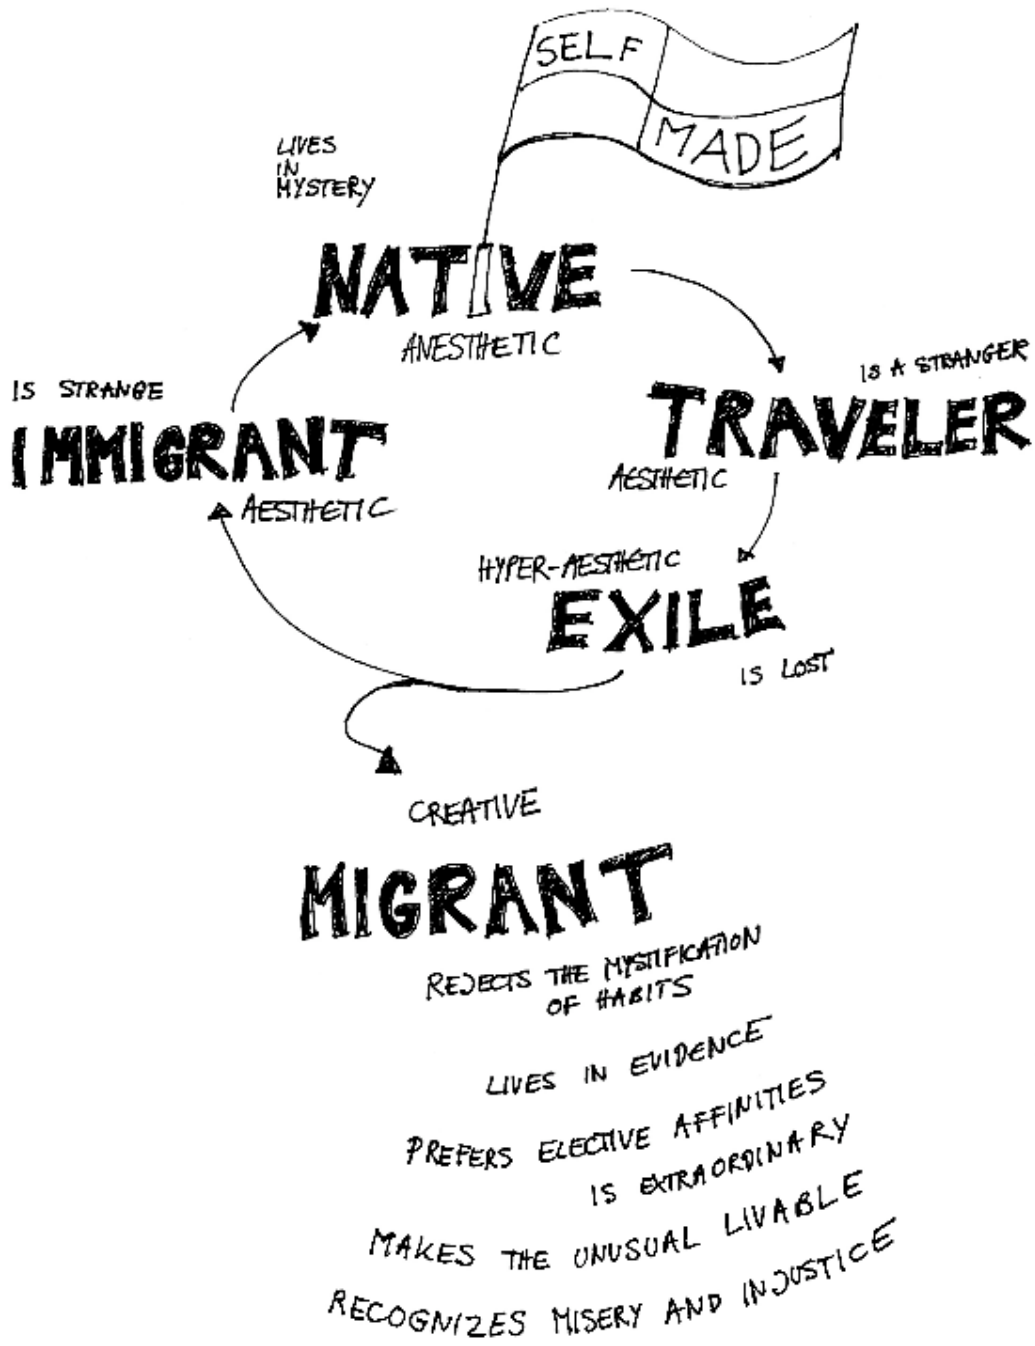 SELF
MADE
LIVES
IN
MYSTERY
NATIVE
ANESTHETIC
IS A STRANGER
TRAVELER
AESTHETIC
HYPER-AESTHETIC
EXILE
IS LOST
IS STRANGE
IMMIGRANT
AESTHETIC
CREATIVE
MIGRANT
REJECTS THE MYSTIFICATION
OF HABITS
LIVES IN EVIDENCE
PREFERS ELECTIVE AFFINITIES
IS EXTRAORDINARY
MAKES THE UNUSUAL LIVABLE
RECOGNIZES MISERY AND INJUSTICE